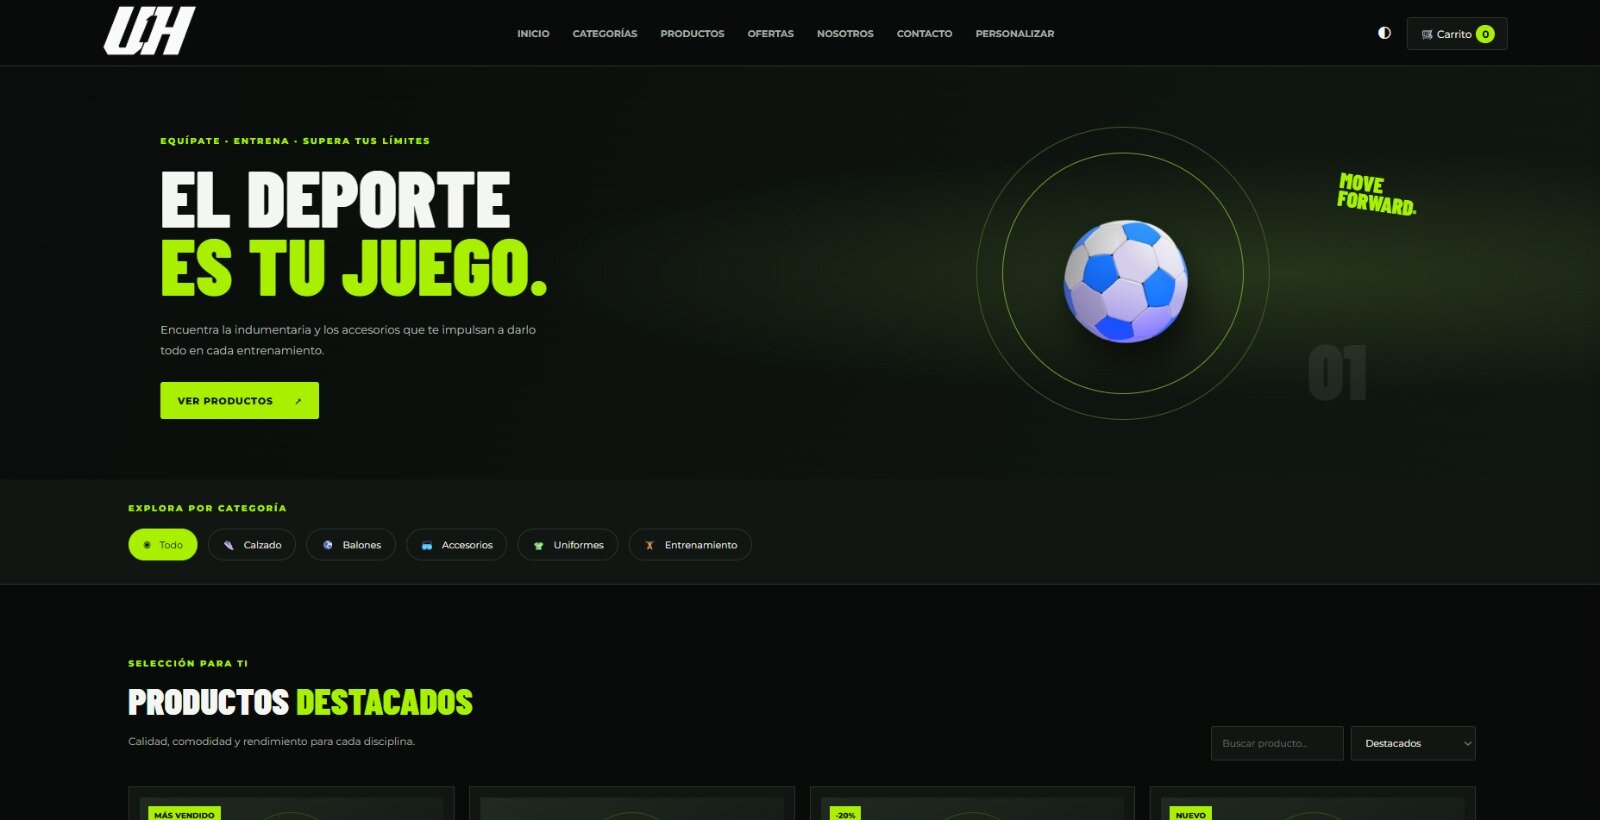 UH
INICIO CATEGORÍAS PRODUCTOS OFERTAS NOSOTROS CONTACTO PERSONALIZAR
Carrito 0
EQUÍPATE · ENTRENA · SUPERA TUS LÍMITES
EL DEPORTE
ES TU JUEGO.
Encuentra la indumentaria y los accesorios que te impulsan a darlo
todo en cada entrenamiento.
VER PRODUCTOS ↗
MOVE
FORWARD.
01
EXPLORA POR CATEGORÍA
Todo Calzado Balones Accesorios Uniformes Entrenamiento
SELECCIÓN PARA TI
PRODUCTOS DESTACADOS
Calidad, comodidad y rendimiento para cada disciplina.
Buscar producto... Destacados
MÁS VENDIDO -20% NUEVO